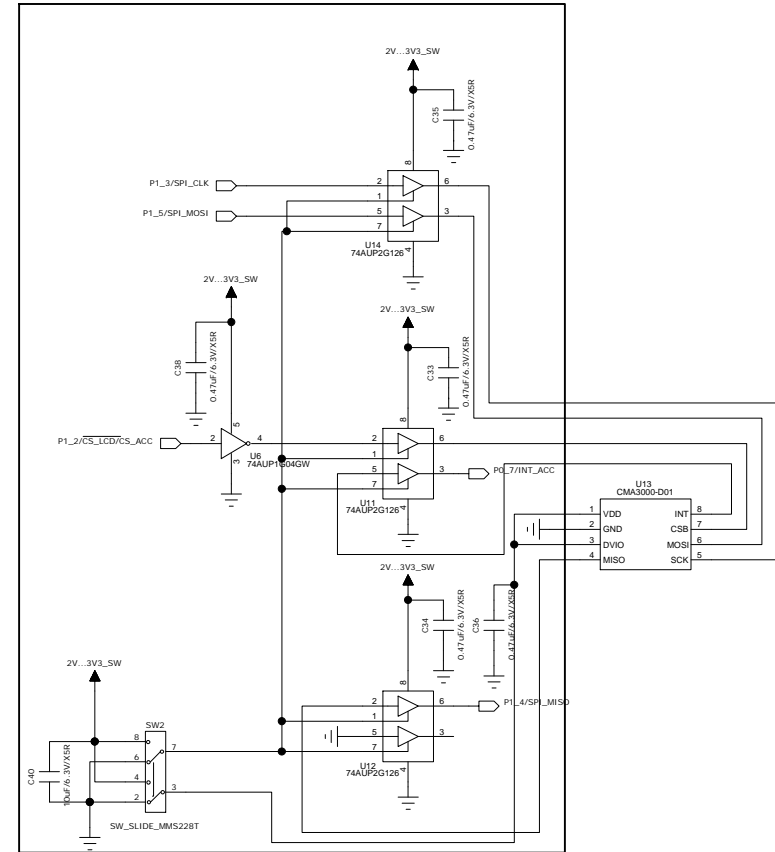 2V...3V3_SW
C35
0.47uF/6.3V/X5R
8
P1_3/SPI_CLK
2
6
1
P1_5/SPI_MOSI
5
3
7
U14
74AUP2G126
4
2V...3V3_SW
2V...3V3_SW
C38
0.47uF/6.3V/X5R
C33
0.47uF/6.3V/X5R
5
8
P1_2/CS_LCD/CS_ACC
2
4
2
6
U6
74AUP1G04GW
3
1
5
3
P0_7/INT_ACC
7
U11
74AUP2G126
4
U13
CMA3000-D01
1
VDD
INT
8
2
GND
CSB
7
3
DVIO
MOSI
6
4
MISO
SCK
5
2V...3V3_SW
C34
0.47uF/6.3V/X5R
C36
0.47uF/6.3V/X5R
8
2V...3V3_SW
2
6
P1_4/SPI_MISO
1
5
3
7
U12
74AUP2G126
4
SW2
8
7
6
4
3
2
C40
10uF/6.3V/X5R
SW_SLIDE_MMS228T